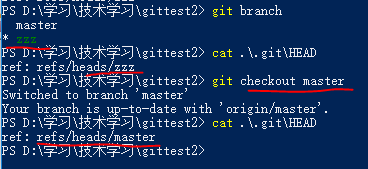 PS D:\学习\技术学习\gittest2> git branch
  master
* zzz
PS D:\学习\技术学习\gittest2> cat .\.git\HEAD
ref: refs/heads/zzz
PS D:\学习\技术学习\gittest2> git checkout master
Switched to branch 'master'
Your branch is up-to-date with 'origin/master'.
PS D:\学习\技术学习\gittest2> cat .\.git\HEAD
ref: refs/heads/master
PS D:\学习\技术学习\gittest2>